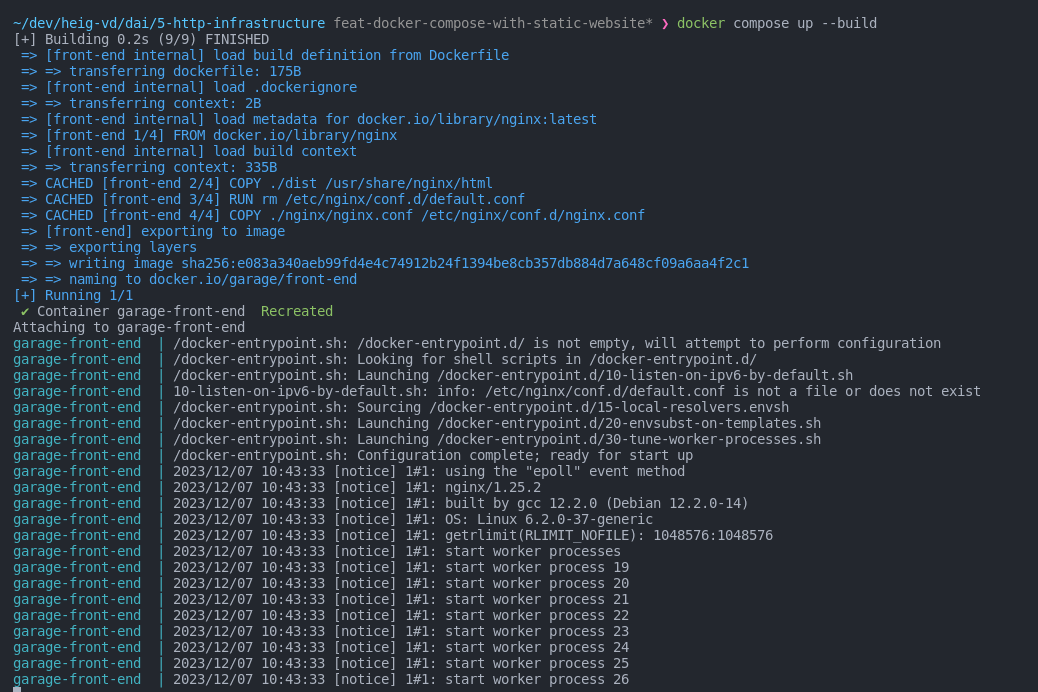 ~/dev/heig-vd/dai/5-http-infrastructure feat-docker-compose-with-static-website* ❯ docker compose up --build
[+] Building 0.2s (9/9) FINISHED
 => [front-end internal] load build definition from Dockerfile
 => => transferring dockerfile: 175B
 => [front-end internal] load .dockerignore
 => => transferring context: 2B
 => [front-end internal] load metadata for docker.io/library/nginx:latest
 => [front-end 1/4] FROM docker.io/library/nginx
 => [front-end internal] load build context
 => => transferring context: 335B
 => CACHED [front-end 2/4] COPY ./dist /usr/share/nginx/html
 => CACHED [front-end 3/4] RUN rm /etc/nginx/conf.d/default.conf
 => CACHED [front-end 4/4] COPY ./nginx/nginx.conf /etc/nginx/conf.d/nginx.conf
 => [front-end] exporting to image
 => => exporting layers
 => => writing image sha256:e083a340aeb99fd4e4c74912b24f1394be8cb357db884d7a648cf09a6aa4f2c1
 => => naming to docker.io/garage/front-end
[+] Running 1/1
 ✔ Container garage-front-end  Recreated
Attaching to garage-front-end
garage-front-end  | /docker-entrypoint.sh: /docker-entrypoint.d/ is not empty, will attempt to perform configuration
garage-front-end  | /docker-entrypoint.sh: Looking for shell scripts in /docker-entrypoint.d/
garage-front-end  | /docker-entrypoint.sh: Launching /docker-entrypoint.d/10-listen-on-ipv6-by-default.sh
garage-front-end  | 10-listen-on-ipv6-by-default.sh: info: /etc/nginx/conf.d/default.conf is not a file or does not exist
garage-front-end  | /docker-entrypoint.sh: Sourcing /docker-entrypoint.d/15-local-resolvers.envsh
garage-front-end  | /docker-entrypoint.sh: Launching /docker-entrypoint.d/20-envsubst-on-templates.sh
garage-front-end  | /docker-entrypoint.sh: Launching /docker-entrypoint.d/30-tune-worker-processes.sh
garage-front-end  | /docker-entrypoint.sh: Configuration complete; ready for start up
garage-front-end  | 2023/12/07 10:43:33 [notice] 1#1: using the "epoll" event method
garage-front-end  | 2023/12/07 10:43:33 [notice] 1#1: nginx/1.25.2
garage-front-end  | 2023/12/07 10:43:33 [notice] 1#1: built by gcc 12.2.0 (Debian 12.2.0-14)
garage-front-end  | 2023/12/07 10:43:33 [notice] 1#1: OS: Linux 6.2.0-37-generic
garage-front-end  | 2023/12/07 10:43:33 [notice] 1#1: getrlimit(RLIMIT_NOFILE): 1048576:1048576
garage-front-end  | 2023/12/07 10:43:33 [notice] 1#1: start worker processes
garage-front-end  | 2023/12/07 10:43:33 [notice] 1#1: start worker process 19
garage-front-end  | 2023/12/07 10:43:33 [notice] 1#1: start worker process 20
garage-front-end  | 2023/12/07 10:43:33 [notice] 1#1: start worker process 21
garage-front-end  | 2023/12/07 10:43:33 [notice] 1#1: start worker process 22
garage-front-end  | 2023/12/07 10:43:33 [notice] 1#1: start worker process 23
garage-front-end  | 2023/12/07 10:43:33 [notice] 1#1: start worker process 24
garage-front-end  | 2023/12/07 10:43:33 [notice] 1#1: start worker process 25
garage-front-end  | 2023/12/07 10:43:33 [notice] 1#1: start worker process 26